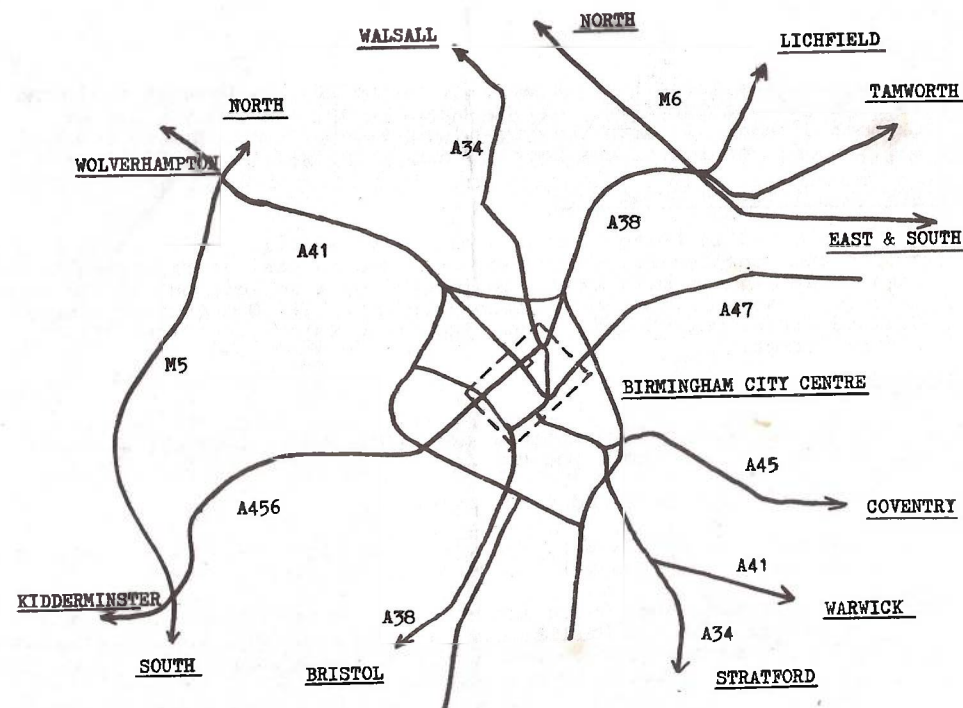 NORTH
WALSALL
LICHFIELD
M6
TAMWORTH
NORTH
A34
WOLVERHAMPTON
A38
EAST & SOUTH
A41
A47
M5
BIRMINGHAM CITY CENTRE
A45
A456
COVENTRY
A41
KIDDERMINSTER
WARWICK
A38
A34
SOUTH
BRISTOL
STRATFORD